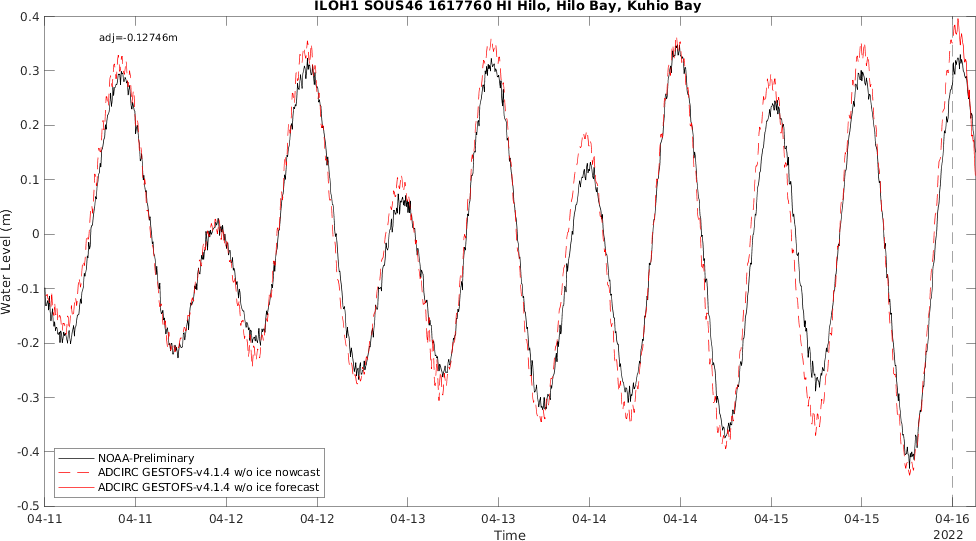 ILOH1 SOUS46 1617760 HI Hilo, Hilo Bay, Kuhio Bay
adj=-0.12746m
0.4
0.3
0.2
0.1
0
-0.1
-0.2
-0.3
-0.4
-0.5
Water Level (m)
NOAA-Preliminary
ADCIRC GESTOFS-v4.1.4 w/o ice nowcast
ADCIRC GESTOFS-v4.1.4 w/o ice forecast
04-11 04-11 04-12 04-12 04-13 04-13 04-14 04-14 04-15 04-15 04-16
Time
2022